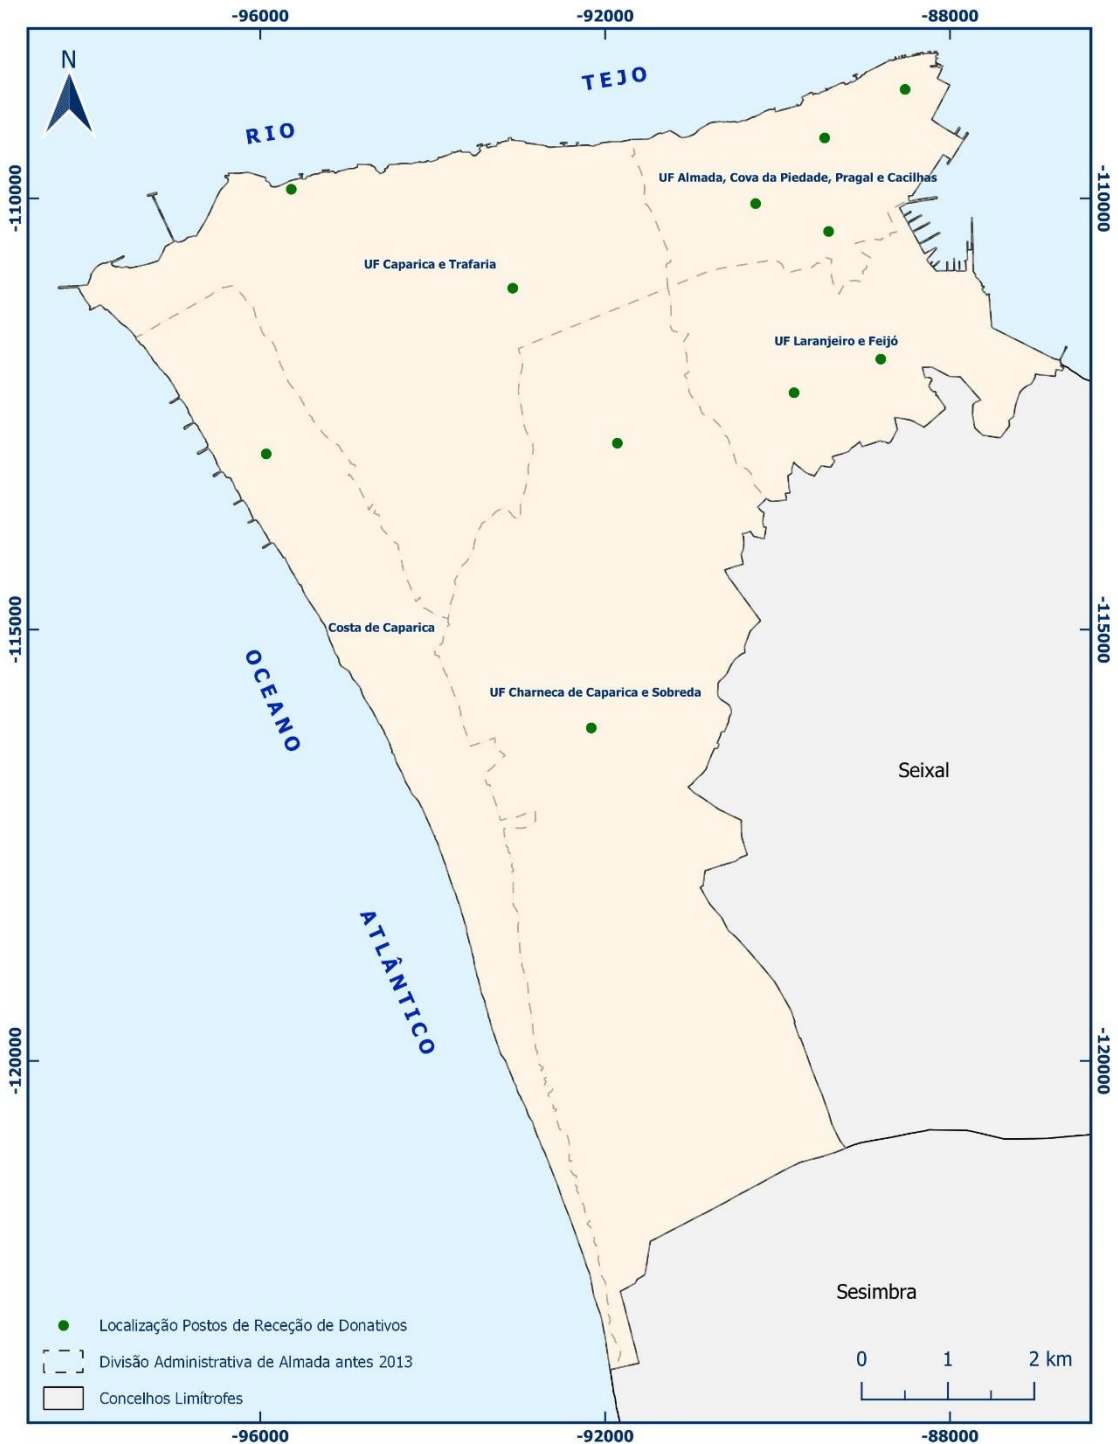 -96000
-92000
-88000
N
TEJO
RIO
-110000
-110000
UF Almada, Cova da Piedade, Pragal e Cacilhas
UF Caparica e Trafaria
UF Laranjeiro e Feijó
-115000
-115000
Costa de Caparica
OCEANO
UF Charneca de Caparica e Sobreda
Seixal
ATLÂNTICO
-120000
-120000
Sesimbra
Localização Postos de Receção de Donativos
Divisão Administrativa de Almada antes 2013
Concelhos Limítrofes
0 1 2 km
-96000
-92000
-88000